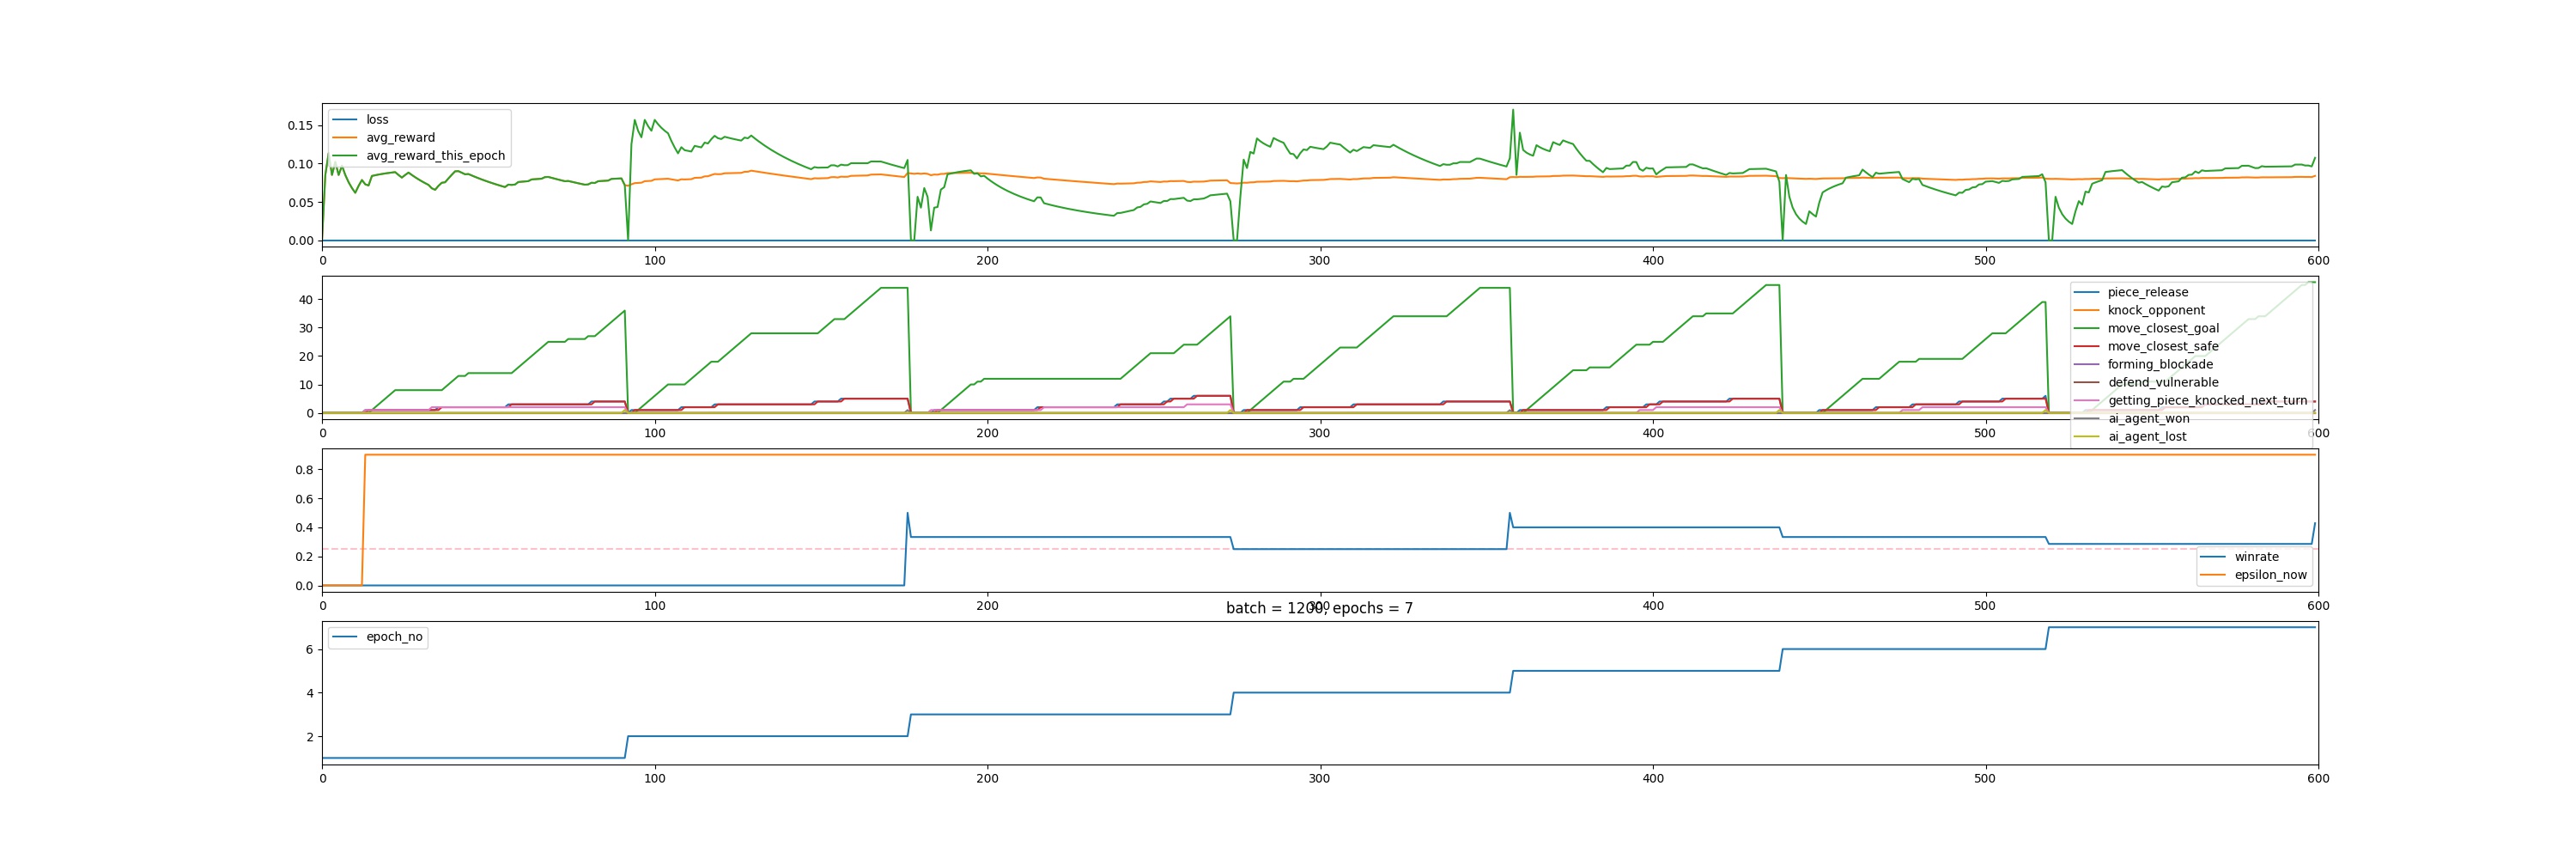 0.15
0.10
0.05
0.00
loss
avg_reward
avg_reward_this_epoch
0 100 200 300 400 500 600
40
30
20
10
0
piece_release
knock_opponent
move_closest_goal
move_closest_safe
forming_blockade
defend_vulnerable
getting_piece_knocked_next_turn
ai_agent_won
ai_agent_lost
0 100 200 300 400 500 600
0.8
0.6
0.4
0.2
0.0
winrate
epsilon_now
0 100 200 300 400 500 600
batch = 1200, epochs = 7
epoch_no
6
4
2
0 100 200 300 400 500 600